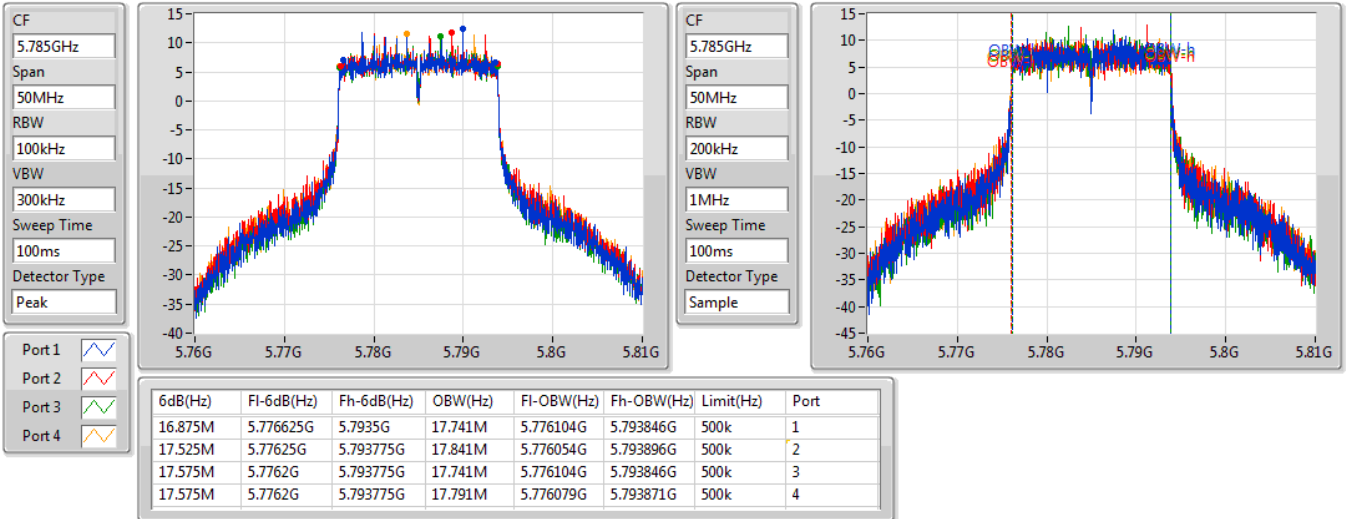 CF
5.785GHz
Span
50MHz
RBW
100kHz
VBW
300kHz
Sweep Time
100ms
Detector Type
Peak
15
10
5
0
-5
-10
-15
-20
-25
-30
-35
-40
5.76G 5.77G 5.78G 5.79G 5.8G 5.81G
CF
5.785GHz
Span
50MHz
RBW
200kHz
VBW
1MHz
Sweep Time
100ms
Detector Type
Sample
15
10
5
0
-5
-10
-15
-20
-25
-30
-35
-40
-45
5.76G 5.77G 5.78G 5.79G 5.8G 5.81G
Port 1
Port 2
Port 3
Port 4
6dB(Hz) Fl-6dB(Hz) Fh-6dB(Hz) OBW(Hz) Fl-OBW(Hz) Fh-OBW(Hz) Limit(Hz) Port
16.875M 5.776625G 5.7935G 17.741M 5.776104G 5.793846G 500k 1
17.525M 5.77625G 5.793775G 17.841M 5.776054G 5.793896G 500k 2
17.575M 5.7762G 5.793775G 17.741M 5.776104G 5.793846G 500k 3
17.575M 5.7762G 5.793775G 17.791M 5.776079G 5.793871G 500k 4